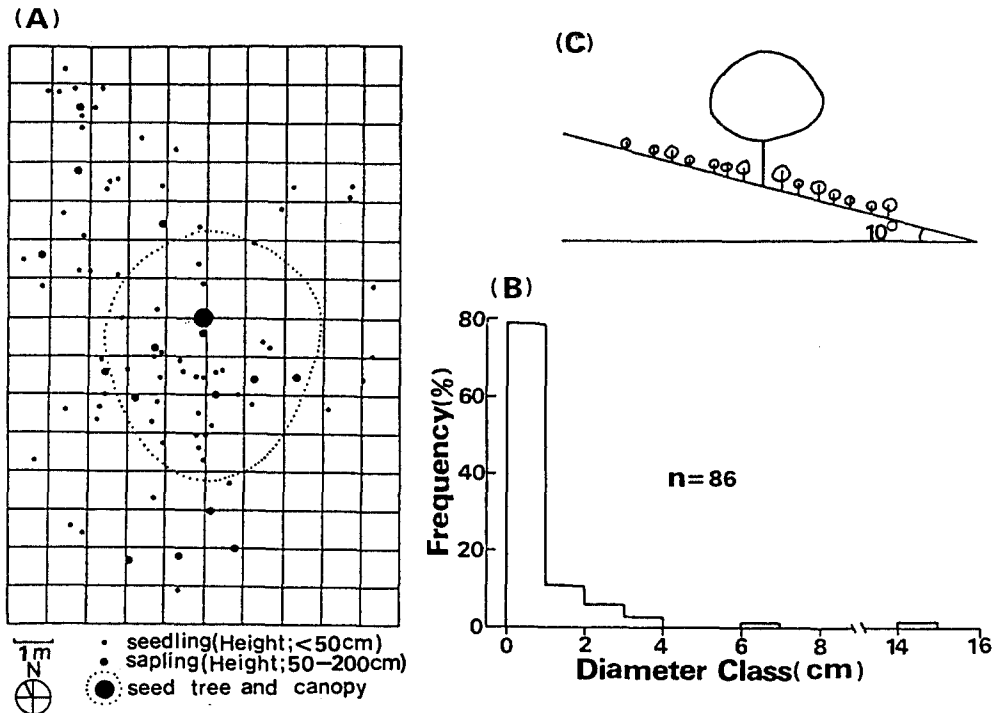 (A)
1m
N
seedling(Height;<50cm)
sapling(Height;50–200cm)
seed tree and canopy
(C)
10°
(B)
80
60
40
20
0
Frequency(%)
n=86
0 2 4 6 8 14 16
Diameter Class(cm)